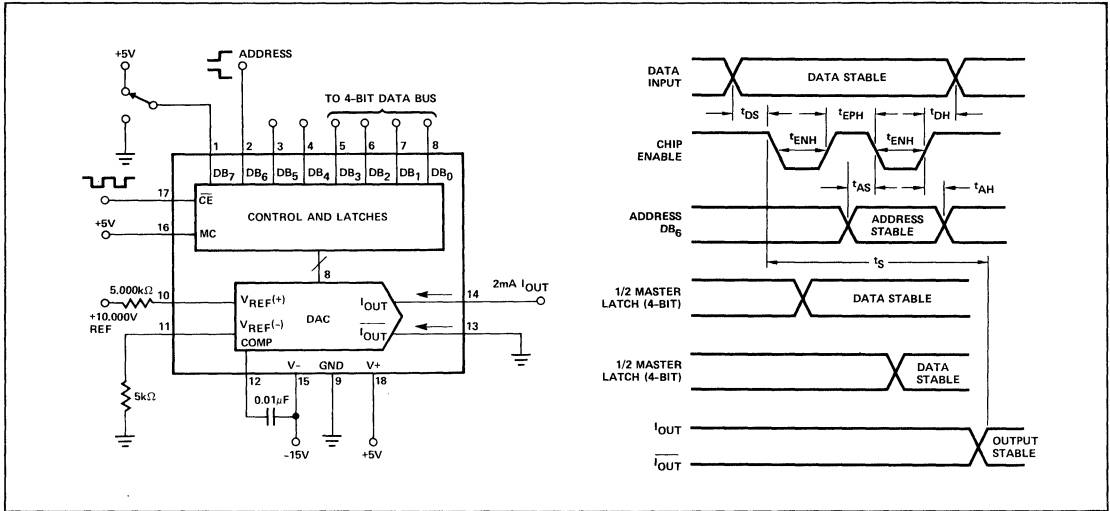 +5V
ADDRESS
TO 4-BIT DATA BUS
1 2 3 4 5 6 7 8
DB7 DB6 DB5 DB4 DB3 DB2 DB1 DB0
17 CE
CONTROL AND LATCHES
+5V 16 MC
8
5.000kΩ 10 VREF(+) IOUT 14 2mA IOUT
+10.000V
REF
DAC
11 VREF(-) IOUT 13
COMP
V- GND V+
12 15 9 18
0.01μF
5kΩ
-15V +5V
DATA
INPUT
DATA STABLE
tDS tEPH tDH
CHIP
ENABLE
tENH tENH
tAS tAH
ADDRESS
DB6
ADDRESS
STABLE
tS
1/2 MASTER
LATCH (4-BIT)
DATA STABLE
1/2 MASTER
LATCH (4-BIT)
DATA
STABLE
IOUT
IOUT
OUTPUT
STABLE